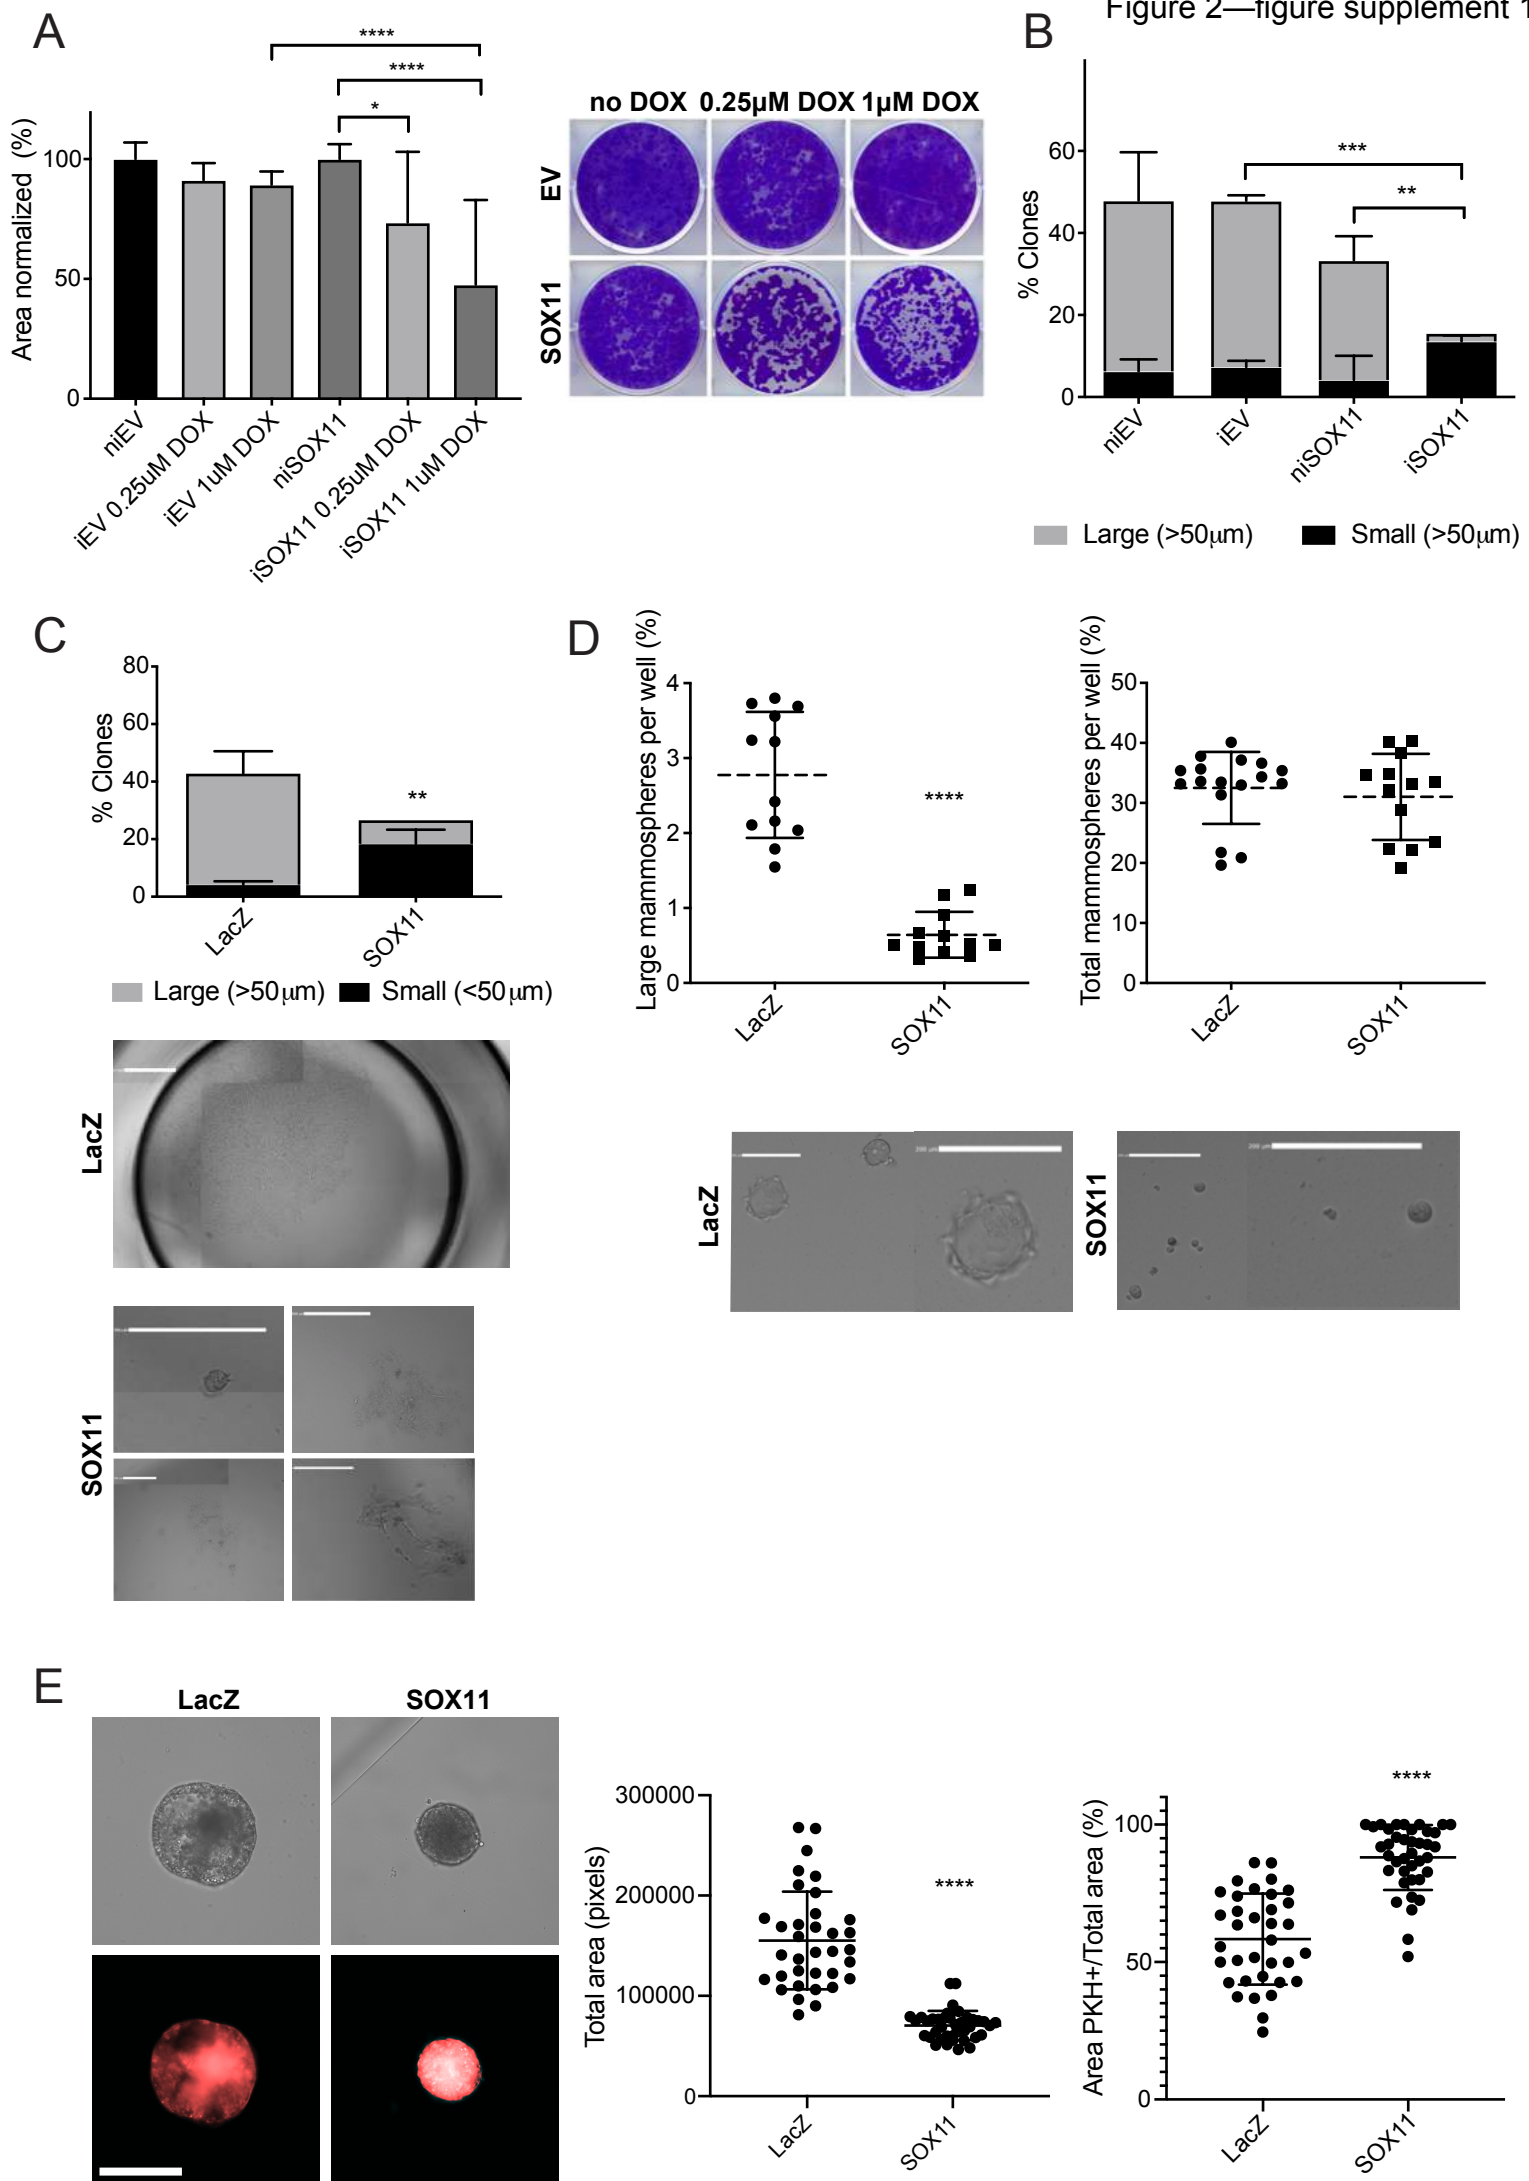 Figure 2—figure supplement 1
A
****
****
*
Area normalized (%)
100
50
0
niEV
iEV 0.25uM DOX
iEV 1uM DOX
niSOX11
iSOX11 0.25uM DOX
iSOX11 1uM DOX
no DOX 0.25µM DOX 1µM DOX
EV
SOX11
B
***
**
% Clones
60
40
20
0
niEV
iEV
niSOX11
iSOX11
Large (>50µm) Small (>50µm)
C
% Clones
80
60
40
20
0
**
LacZ
SOX11
Large (>50µm) Small (<50µm)
LacZ
SOX11
D
Large mammospheres per well (%)
4
3
2
1
0
****
LacZ
SOX11
Total mammospheres per well (%)
50
40
30
20
10
0
LacZ
SOX11
LacZ
SOX11
E
LacZ
SOX11
Total area (pixels)
300000
200000
100000
0
****
LacZ
SOX11
Area PKH+/Total area (%)
100
50
0
****
LacZ
SOX11